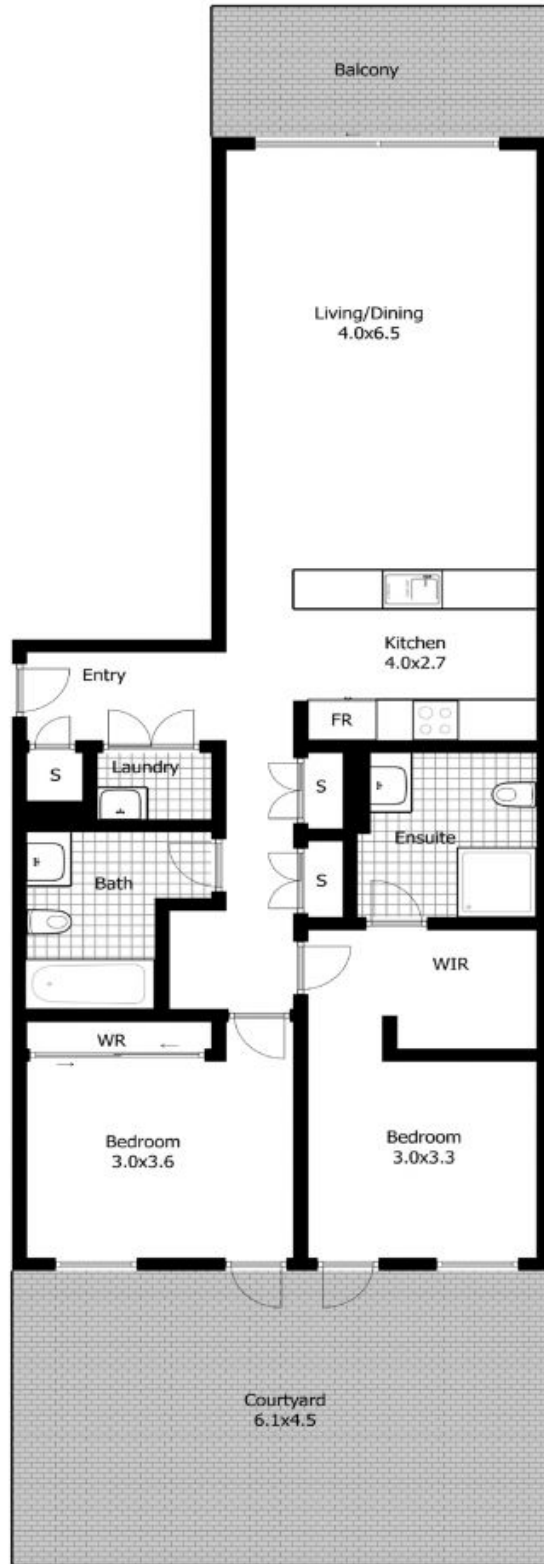 Balcony
Living/Dining
4.0x6.5
Kitchen
4.0x2.7
Entry
FR
S
Laundry
S
Ensuite
Bath
S
WIR
WR
Bedroom
3.0x3.6
Bedroom
3.0x3.3
Courtyard
6.1x4.5